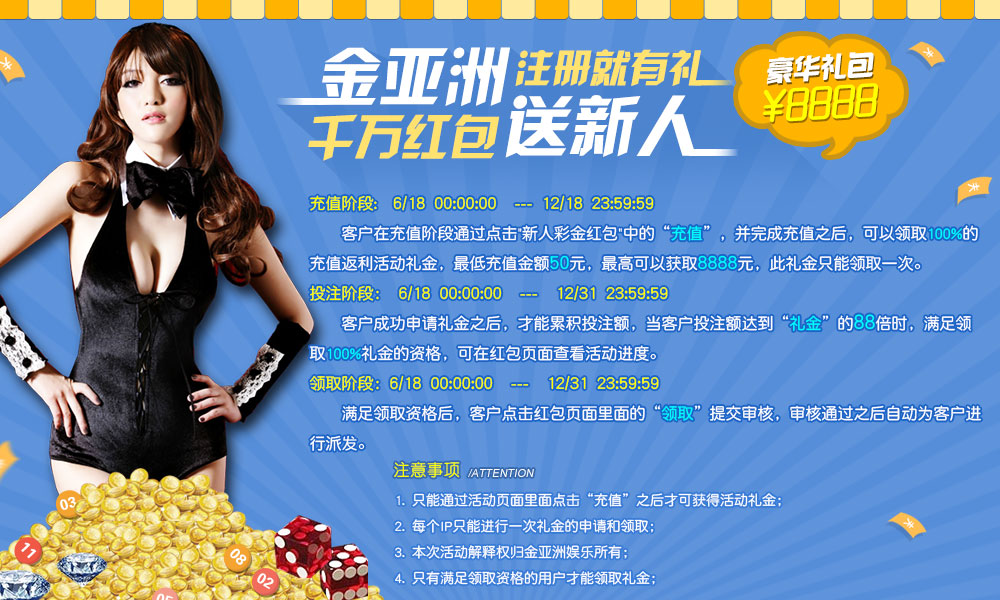 金亚洲 注册就有礼
千万红包 送新人
豪华礼包
¥8888
充值阶段: 6/18 00:00:00 --- 12/18 23:59:59
客户在充值阶段通过点击"新人彩金红包"中的“充值”，并完成充值之后，可以领取100%的
充值返利活动礼金，最低充值金额50元，最高可以获取8888元，此礼金只能领取一次。
投注阶段： 6/18 00:00:00 --- 12/31 23:59:59
客户成功申请礼金之后，才能累积投注额，当客户投注额达到“礼金”的88倍时，满足领
取100%礼金的资格，可在红包页面查看活动进度。
领取阶段：6/18 00:00:00 --- 12/31 23:59:59
满足领取资格后，客户点击红包页面里面的“领取”提交审核，审核通过之后自动为客户进
行派发。
注意事项 /ATTENTION
1. 只能通过活动页面里面点击“充值”之后才可获得活动礼金；
2. 每个IP只能进行一次礼金的申请和领取；
3. 本次活动解释权归金亚洲娱乐所有；
4. 只有满足领取资格的用户才能领取礼金；
03
11
08
02
05